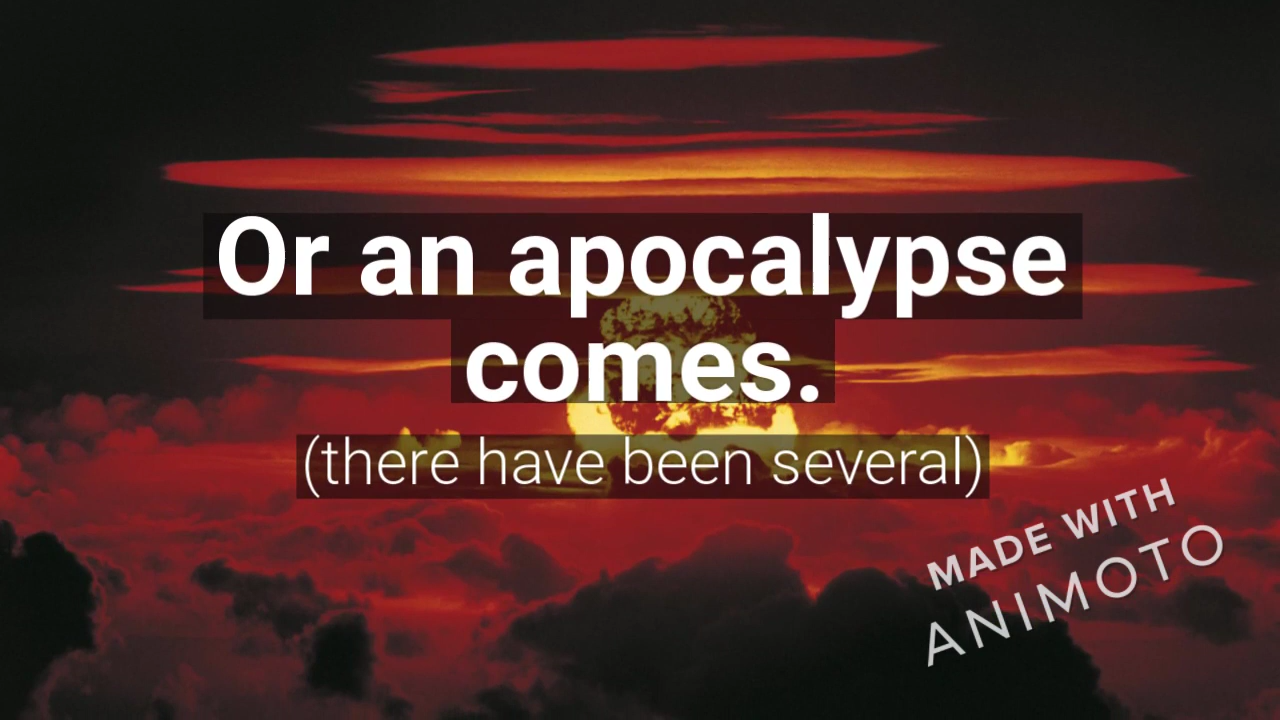 Or an apocalypse
comes.
(there have been several)
MADE WITH
ANIMOTO